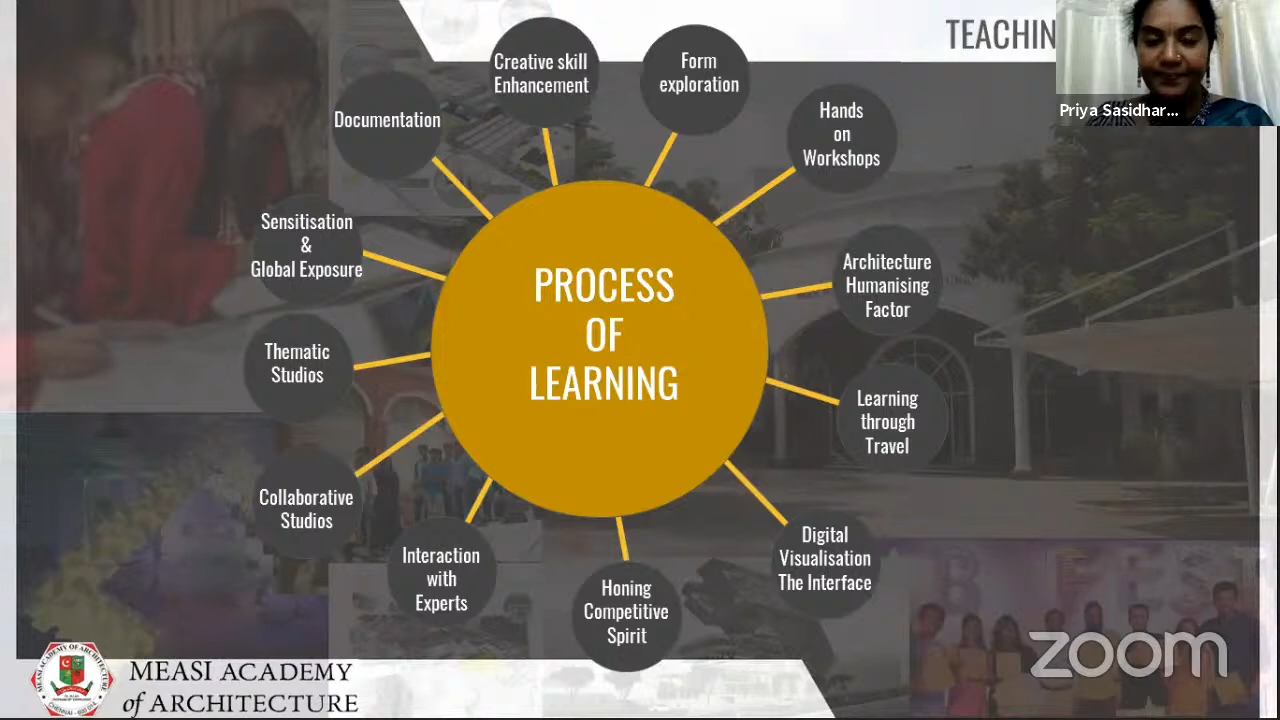 TEACHIN
Priya Sasidhar...
Creative skill
Enhancement
Form
exploration
Hands
on
Workshops
Documentation
Sensitisation
&
Global Exposure
Architecture
Humanising
Factor
PROCESS
OF
LEARNING
Thematic
Studios
Learning
through
Travel
Collaborative
Studios
Interaction
with
Experts
Honing
Competitive
Spirit
Digital
Visualisation
The Interface
zoom
MEASI ACADEMY
of ARCHITECTURE